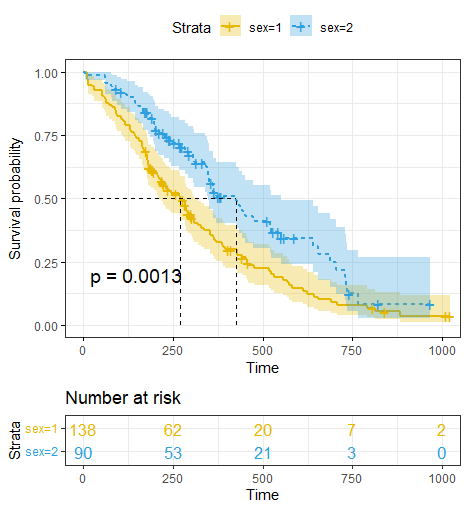 Strata sex=1 sex=2
1.00
0.75
0.50
0.25
0.00
Survival probability
p = 0.0013
0 250 500 750 1000
Time
Number at risk
Strata
sex=1 138 62 20 7 2
sex=2 90 53 21 3 0
0 250 500 750 1000
Time